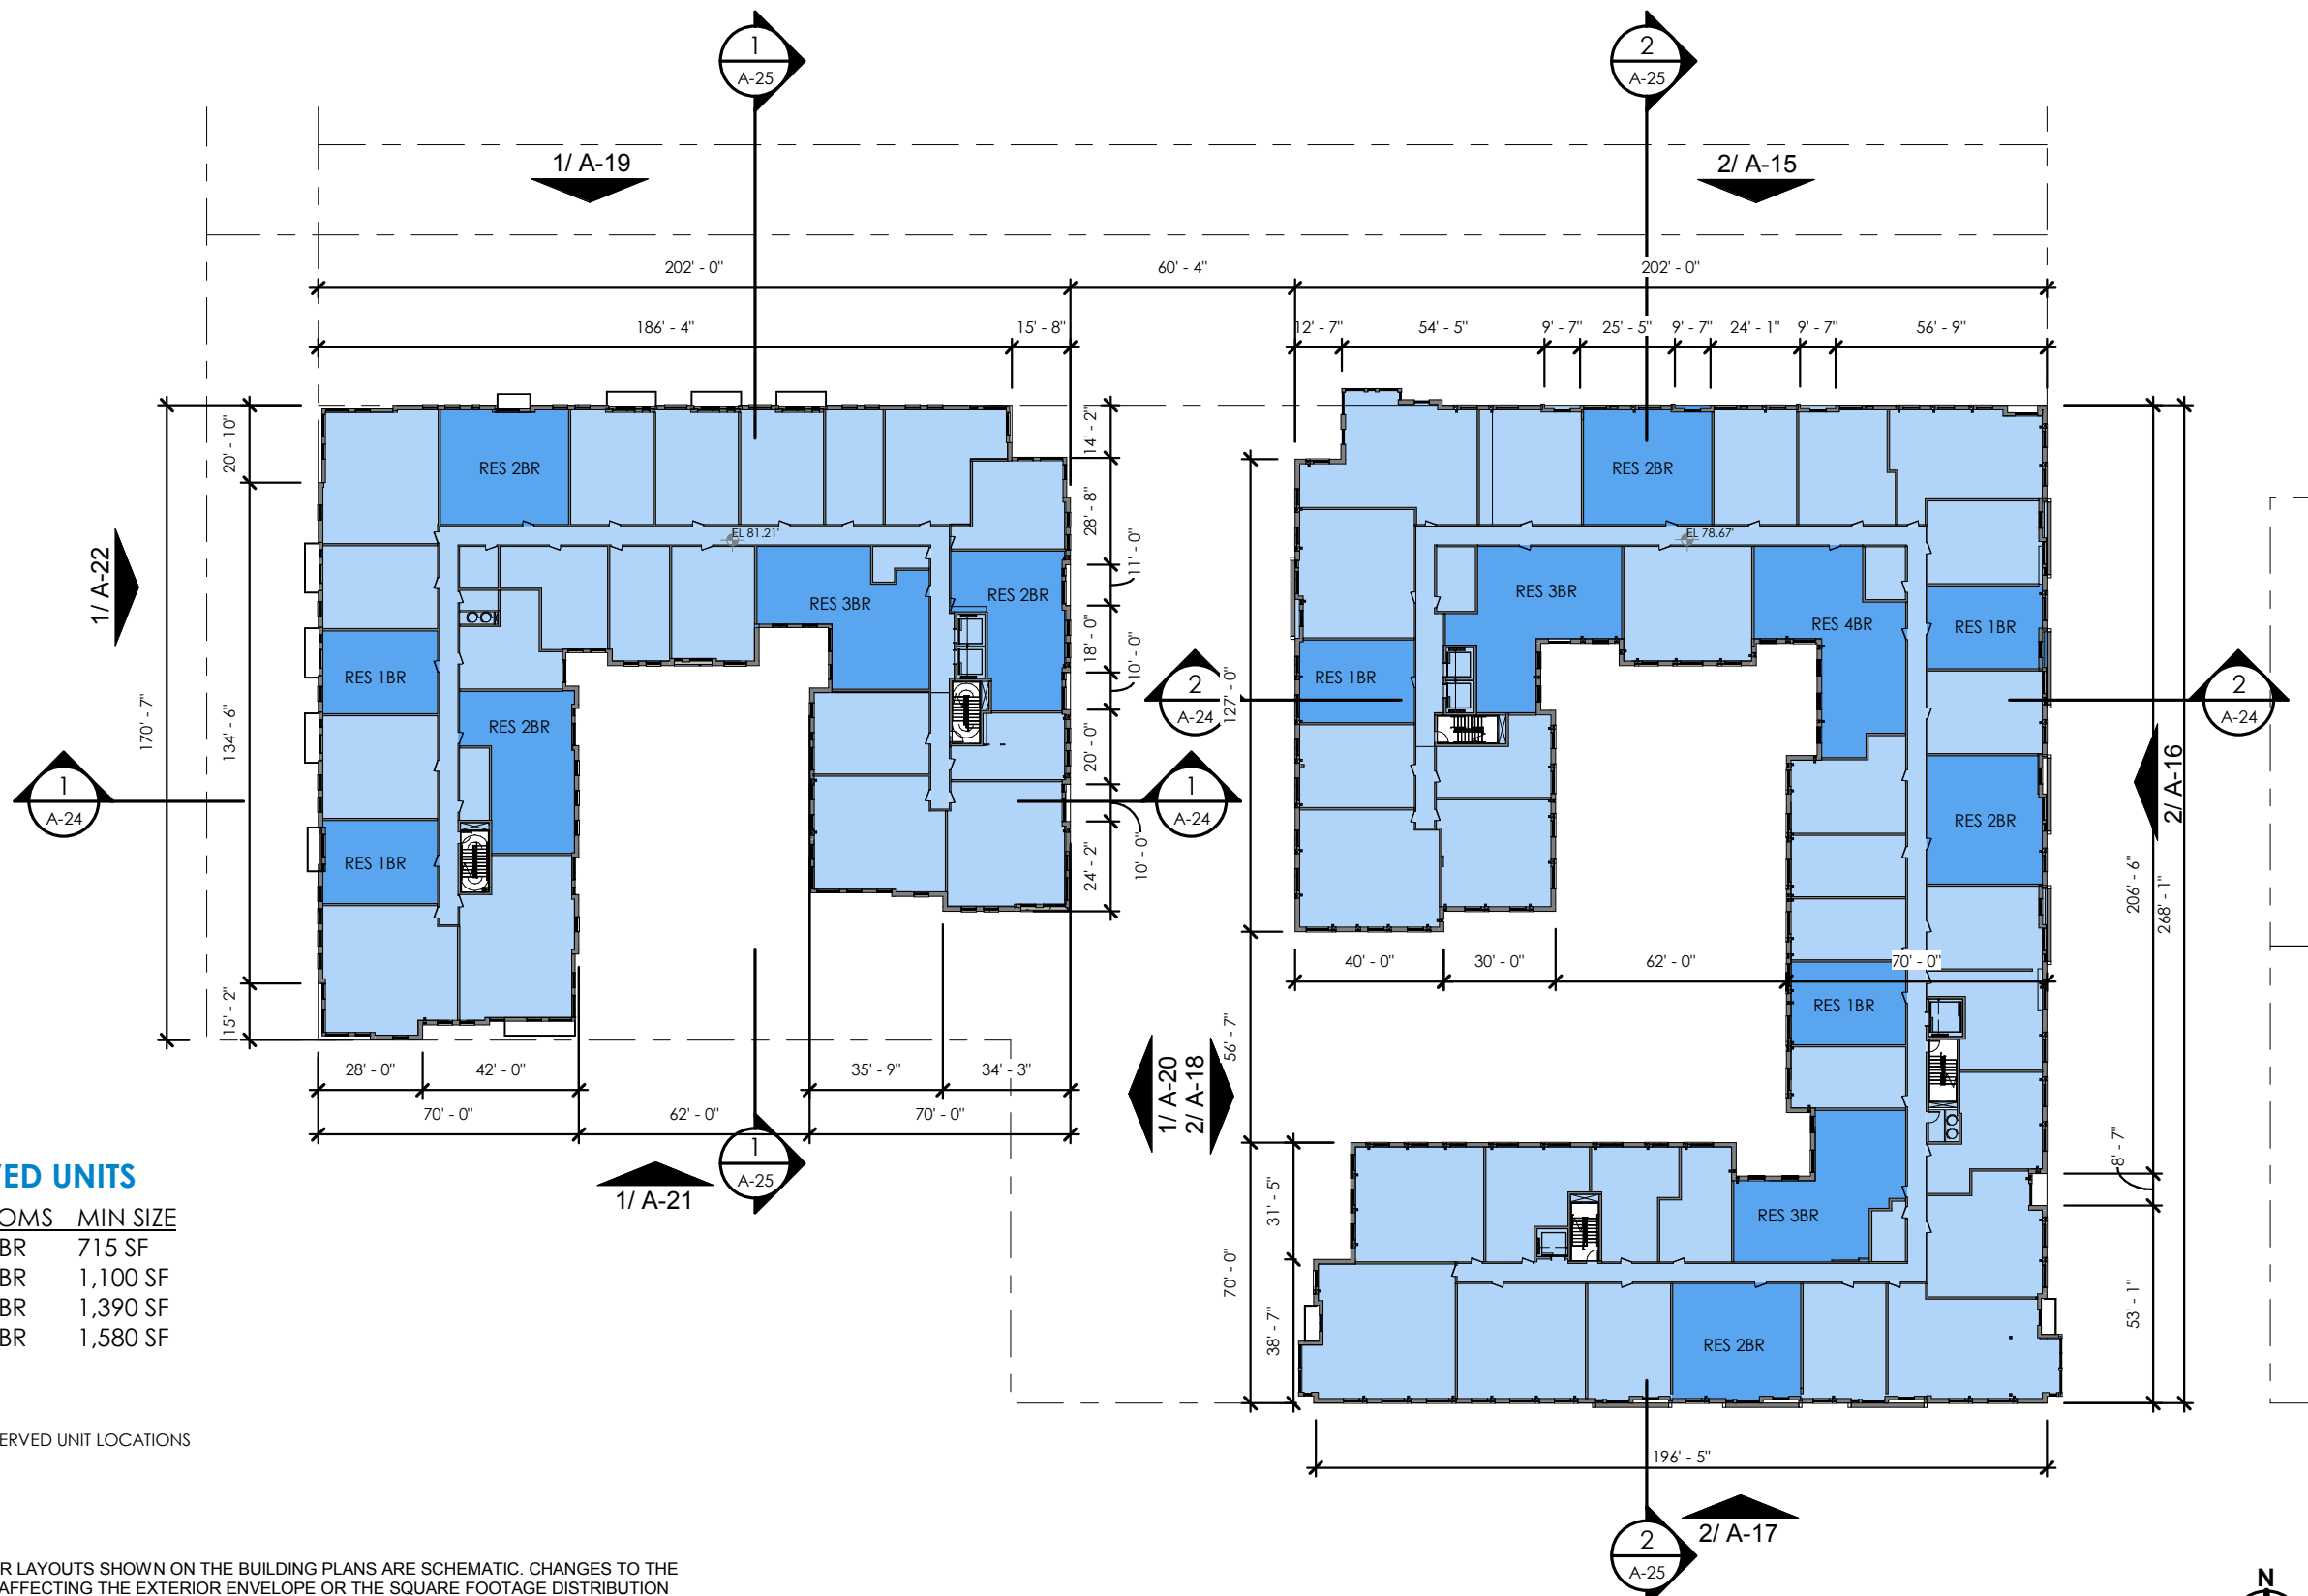 1
A-25
2
A-25
1/ A-19
2/ A-15
202' - 0"
60' - 4"
202' - 0"
186' - 4"
15' - 8"
12' - 7"
54' - 5"
9' - 7"
25' - 5"
9' - 7"
24' - 1"
9' - 7"
56' - 9"
20' - 10"
14' - 2"
RES 2BR
RES 2BR
28' - 8"
EL 81.21'
EL 78.67'
11' - 0"
1/ A-22
RES 3BR
RES 2BR
RES 3BR
RES 4BR
RES 1BR
18' - 0"
10' - 0"
RES 1BR
RES 1BR
2
A-24
127' - 0"
2
A-24
170' - 7"
134' - 6"
RES 2BR
20' - 0"
2/ A-16
1
A-24
1
A-24
RES 2BR
RES 1BR
10' - 0"
24' - 2"
206' - 6"
268' - 1"
40' - 0"
30' - 0"
62' - 0"
70' - 0"
15' - 2"
RES 1BR
56' - 7"
28' - 0"
42' - 0"
35' - 9"
34' - 3"
1/ A-20
2/ A-18
70' - 0"
62' - 0"
70' - 0"
1
A-25
1/ A-21
8' - 7"
VED UNITS
OMS MIN SIZE
BR 715 SF
BR 1,100 SF
BR 1,390 SF
BR 1,580 SF
31' - 5"
RES 3BR
70' - 0"
38' - 7"
53' - 1"
RES 2BR
ERVED UNIT LOCATIONS
196' - 5"
2/ A-17
2
A-25
R LAYOUTS SHOWN ON THE BUILDING PLANS ARE SCHEMATIC. CHANGES TO THE
AFFECTING THE EXTERIOR ENVELOPE OR THE SQUARE FOOTAGE DISTRIBUTION
N